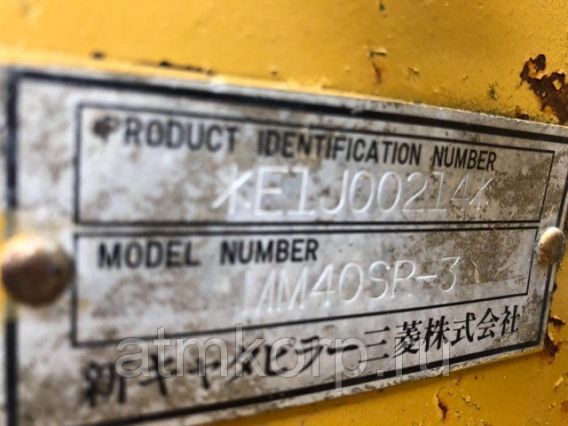 PRODUCT IDENTIFICATION NUMBER
*E1J00214*
MODEL NUMBER
MM40SR-3
新キャタピラー三菱株式会社
atmkorp.ru